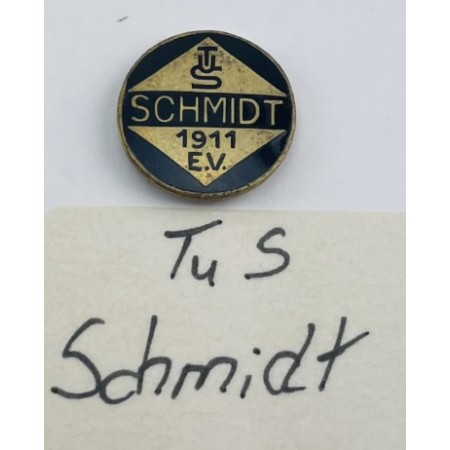 TuS
SCHMIDT
1911
E.V.
Tu S
Schmidt